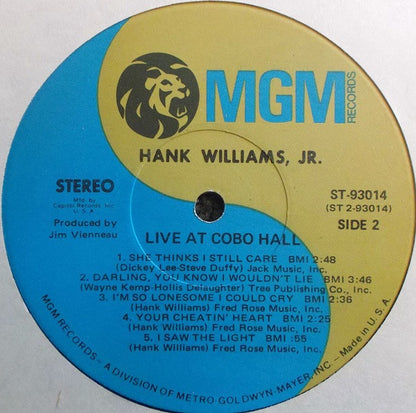 MGM
RECORDS
HANK WILLIAMS, JR.
STEREO
Mfd. by
Capitol Records, Inc.
U.S.A.
Produced by
Jim Vienneau
ST-93014
(ST 2-93014)
SIDE 2
LIVE AT COBO HALL
1. SHE THINKS I STILL CARE BMI 2:48
(Dickey Lee-Steve Duffy) Jack Music, Inc.
2. DARLING, YOU KNOW I WOULDN'T LIE BMI 3:46
(Wayne Kemp-Hollis Delaughter) Tree Publishing Co., Inc.
3. I'M SO LONESOME I COULD CRY BMI 2:36
(Hank Williams) Fred Rose Music, Inc.
4. YOUR CHEATIN' HEART BMI 2:25
(Hank Williams) Fred Rose Music, Inc.
5. I SAW THE LIGHT BMI :55
(Hank Williams) Fred Rose Music, Inc.
MGM RECORDS – A DIVISION OF METRO-GOLDWYN-MAYER, INC. – Made in U.S.A.